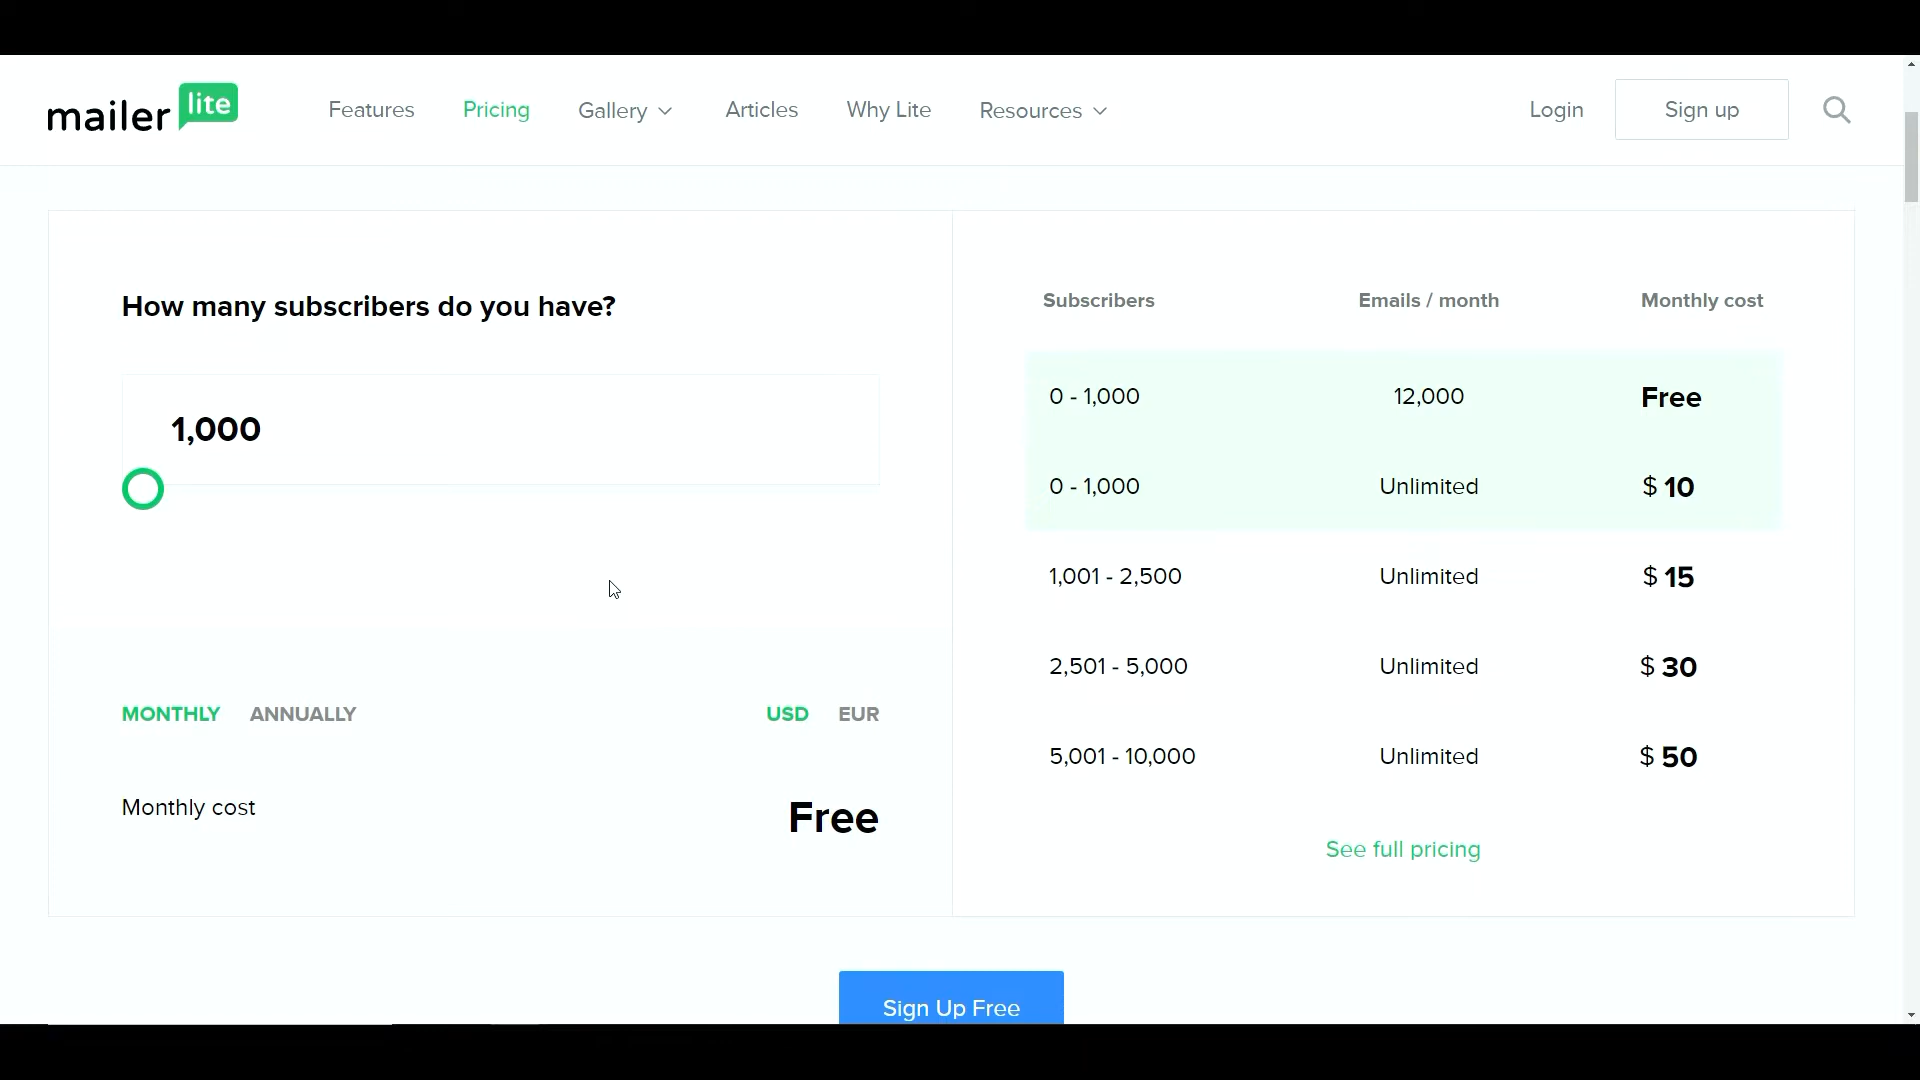 mailer lite Features Pricing Gallery Articles Why Lite Resources Login Sign up
How many subscribers do you have?
1,000
MONTHLY ANNUALLY USD EUR
Monthly cost Free
Subscribers Emails / month Monthly cost
0 - 1,000 12,000 Free
0 - 1,000 Unlimited $ 10
1,001 - 2,500 Unlimited $ 15
2,501 - 5,000 Unlimited $ 30
5,001 - 10,000 Unlimited $ 50
See full pricing
Sign Up Free